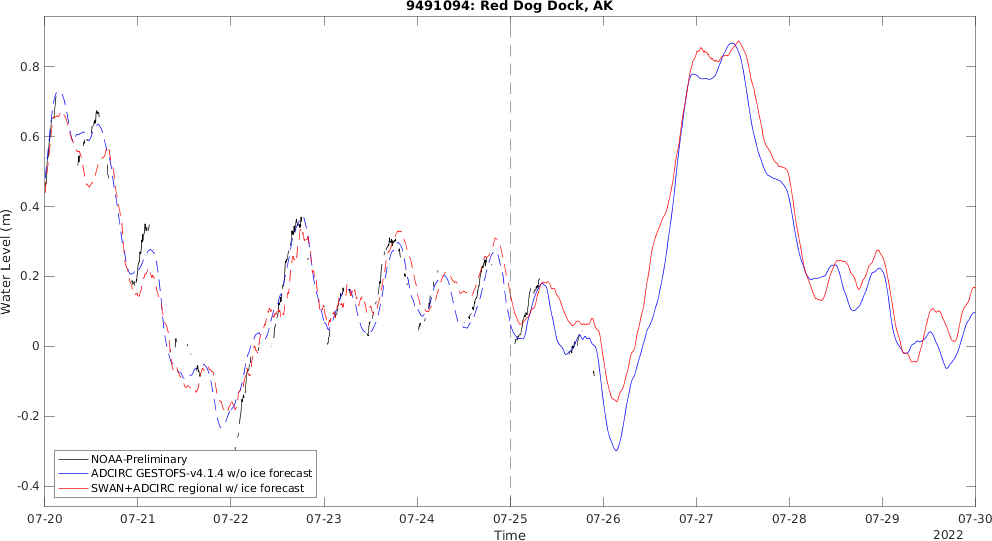 9491094: Red Dog Dock, AK
Water Level (m)
0.8
0.6
0.4
0.2
0
-0.2
-0.4
NOAA-Preliminary
ADCIRC GESTOFS-v4.1.4 w/o ice forecast
SWAN+ADCIRC regional w/ ice forecast
07-20 07-21 07-22 07-23 07-24 07-25 07-26 07-27 07-28 07-29 07-30
Time
2022